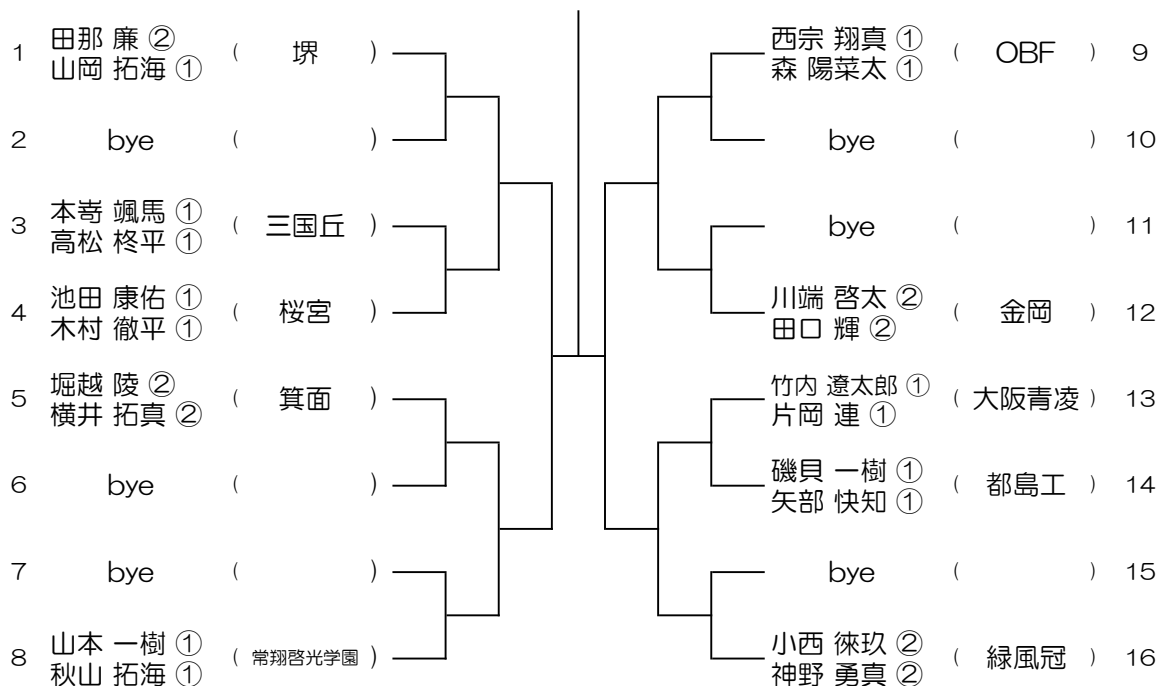 1 田那 廉 ② ( 堺 )
山岡 拓海 ①
2 bye ( )
3 本嵜 颯馬 ① ( 三国丘 )
高松 柊平 ①
4 池田 康佑 ① ( 桜宮 )
木村 徹平 ①
5 堀越 陵 ② ( 箕面 )
横井 拓真 ②
6 bye ( )
7 bye ( )
8 山本 一樹 ① ( 常翔啓光学園 )
秋山 拓海 ①
西宗 翔真 ① ( OBF ) 9
森 陽菜太 ①
bye ( ) 10
bye ( ) 11
川端 啓太 ② ( 金岡 ) 12
田口 輝 ②
竹内 遼太郎 ① ( 大阪青凌 ) 13
片岡 連 ①
磯貝 一樹 ① ( 都島工 ) 14
矢部 快知 ①
bye ( ) 15
小西 徠玖 ② ( 緑風冠 ) 16
神野 勇真 ②